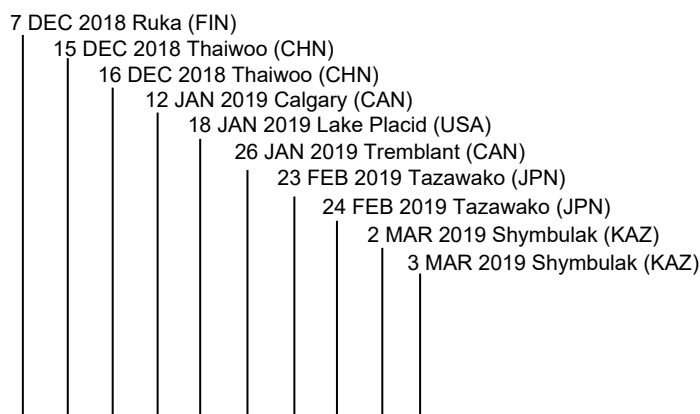 7 DEC 2018 Ruka (FIN)
15 DEC 2018 Thaiwoo (CHN)
16 DEC 2018 Thaiwoo (CHN)
12 JAN 2019 Calgary (CAN)
18 JAN 2019 Lake Placid (USA)
26 JAN 2019 Tremblant (CAN)
23 FEB 2019 Tazawako (JPN)
24 FEB 2019 Tazawako (JPN)
2 MAR 2019 Shymbulak (KAZ)
3 MAR 2019 Shymbulak (KAZ)